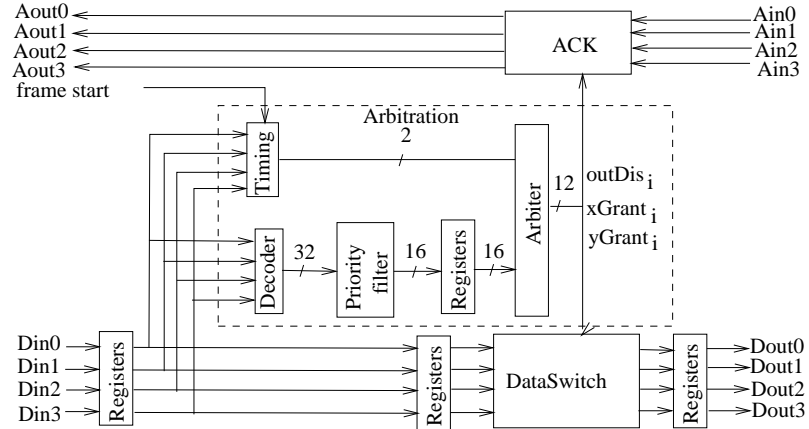 Aout0
Aout1
Aout2
Aout3
ACK
Ain0
Ain1
Ain2
Ain3
frame start
Arbitration
2
Timing
Arbiter
12
outDis i
xGrant i
yGrant i
Decoder
32
Priority
filter
16
Registers
16
Din0
Din1
Din2
Din3
Registers
Registers
DataSwitch
Registers
Dout0
Dout1
Dout2
Dout3